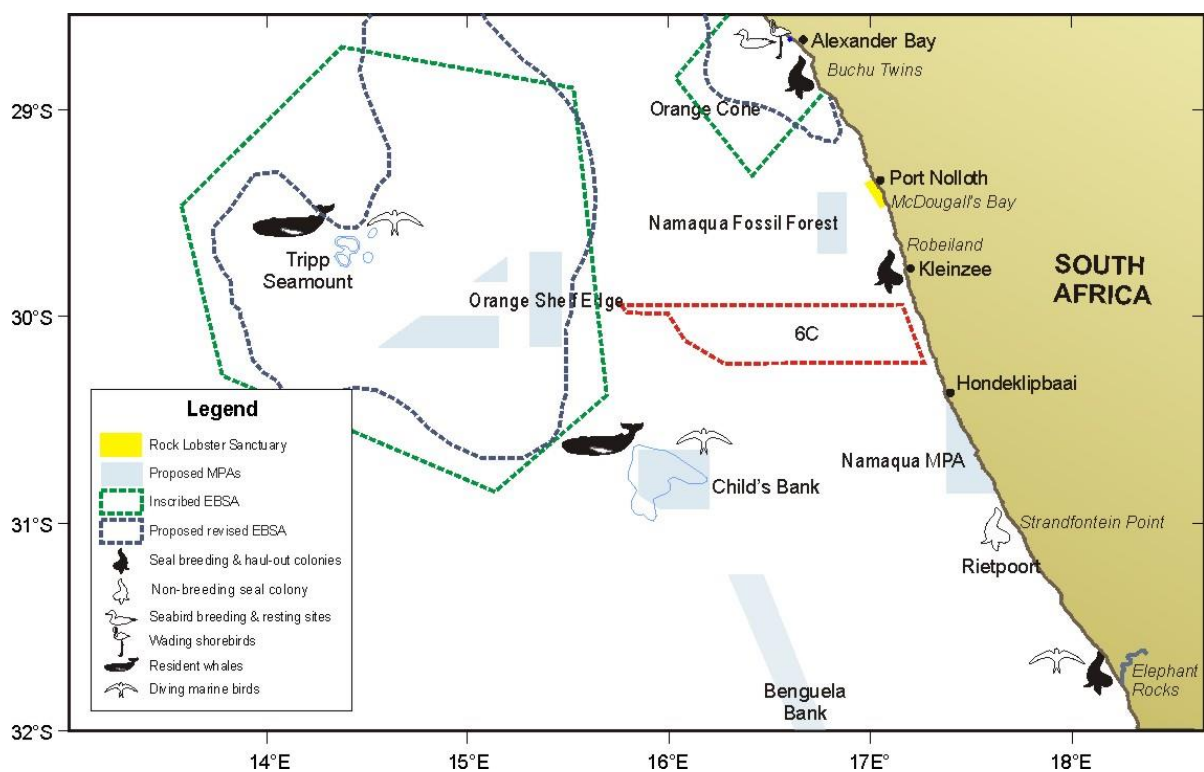 Alexander Bay
Buchu Twins
29°S
Orange Cone
Port Nolloth
McDougall's Bay
Namaqua Fossil Forest
Robeiland
Kleinzee
SOUTH
AFRICA
Tripp
Seamount
Orange Shelf Edge
30°S
6C
Hondeklipbaai
Namaqua MPA
Child's Bank
31°S
Strandfontein Point
Rietpoort
Elephant
Rocks
Benguela
Bank
32°S
Legend
Rock Lobster Sanctuary
Proposed MPAs
Inscribed EBSA
Proposed revised EBSA
Seal breeding & haul-out colonies
Non-breeding seal colony
Seabird breeding & resting sites
Wading shorebirds
Resident whales
Diving marine birds
14°E
15°E
16°E
17°E
18°E